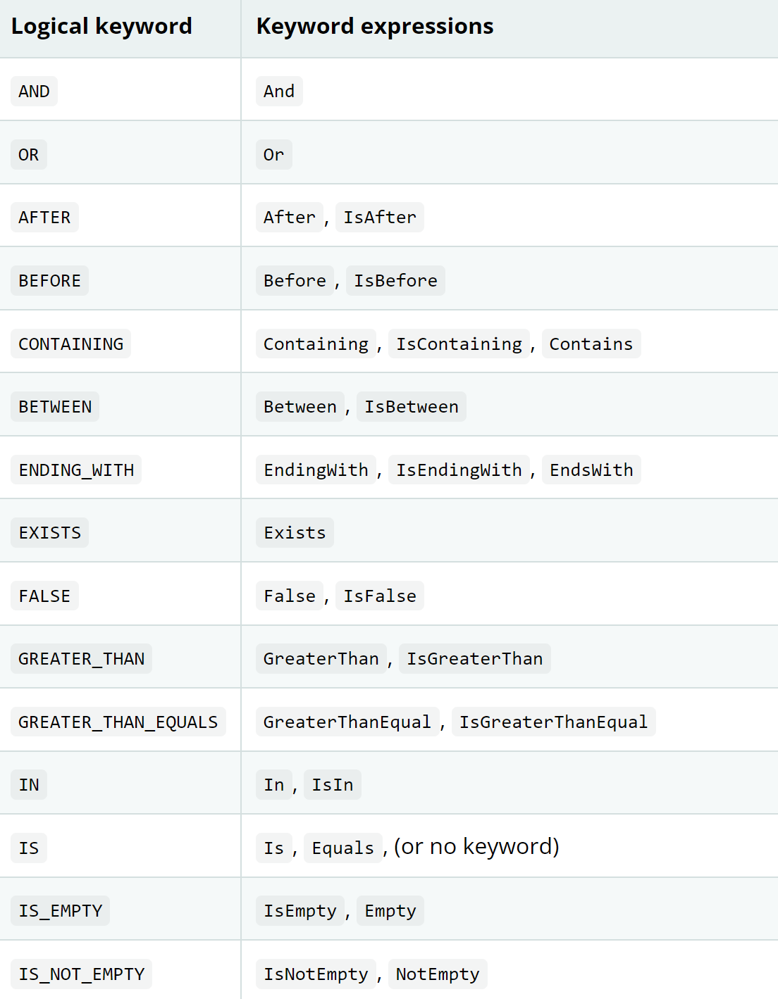 Logical keyword Keyword expressions
AND And
OR Or
AFTER After, IsAfter
BEFORE Before, IsBefore
CONTAINING Containing, IsContaining, Contains
BETWEEN Between, IsBetween
ENDING_WITH EndingWith, IsEndingWith, EndsWith
EXISTS Exists
FALSE False, IsFalse
GREATER_THAN GreaterThan, IsGreaterThan
GREATER_THAN_EQUALS GreaterThanEqual, IsGreaterThanEqual
IN In, IsIn
IS Is, Equals, (or no keyword)
IS_EMPTY IsEmpty, Empty
IS_NOT_EMPTY IsNotEmpty, NotEmpty